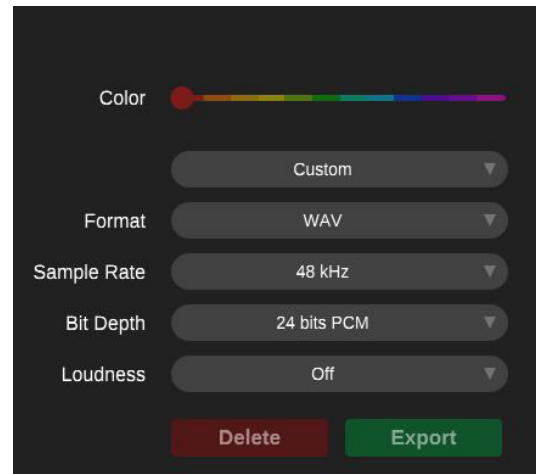 Color
Custom
Format WAV
Sample Rate 48 kHz
Bit Depth 24 bits PCM
Loudness Off
Delete Export